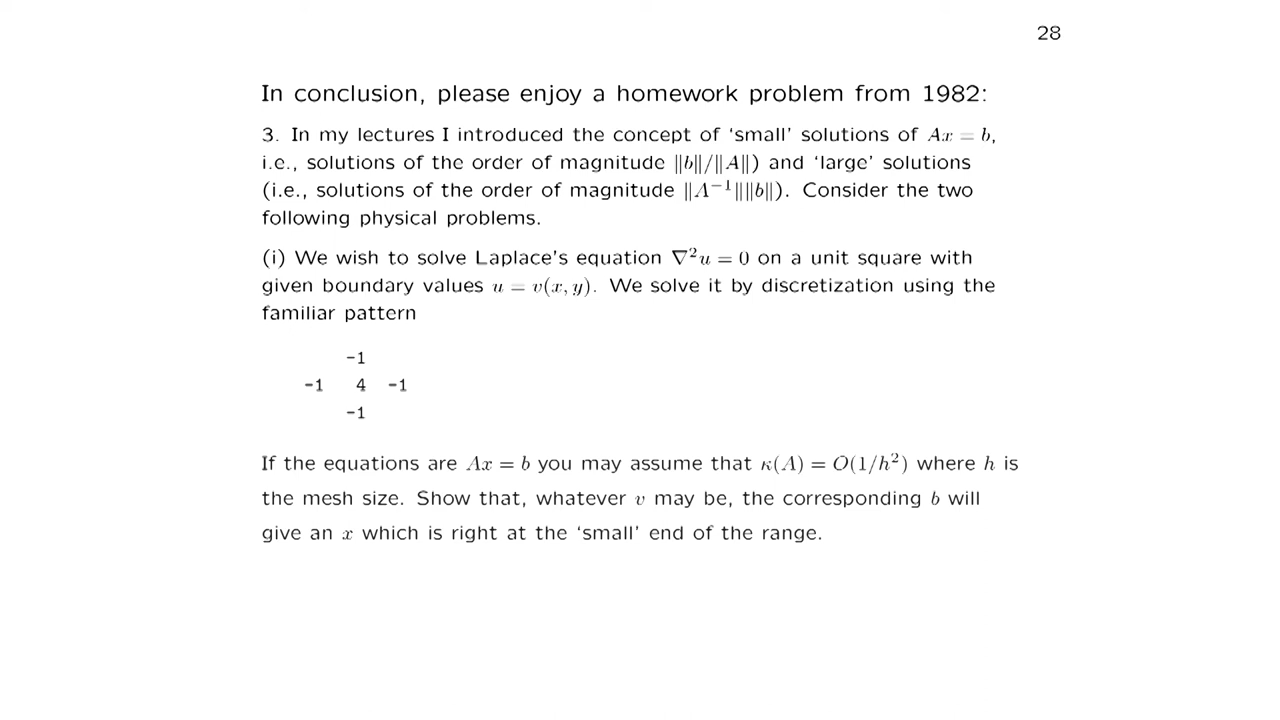 28
In conclusion, please enjoy a homework problem from 1982:
3. In my lectures I introduced the concept of ‘small’ solutions of Ax = b,
i.e., solutions of the order of magnitude ‖b‖/‖A‖) and ‘large’ solutions
(i.e., solutions of the order of magnitude ‖A⁻¹‖‖b‖). Consider the two
following physical problems.
(i) We wish to solve Laplace’s equation ∇²u = 0 on a unit square with
given boundary values u = v(x, y). We solve it by discretization using the
familiar pattern
-1
-1 4 -1
-1
If the equations are Ax = b you may assume that κ(A) = O(1/h²) where h is
the mesh size. Show that, whatever v may be, the corresponding b will
give an x which is right at the ‘small’ end of the range.